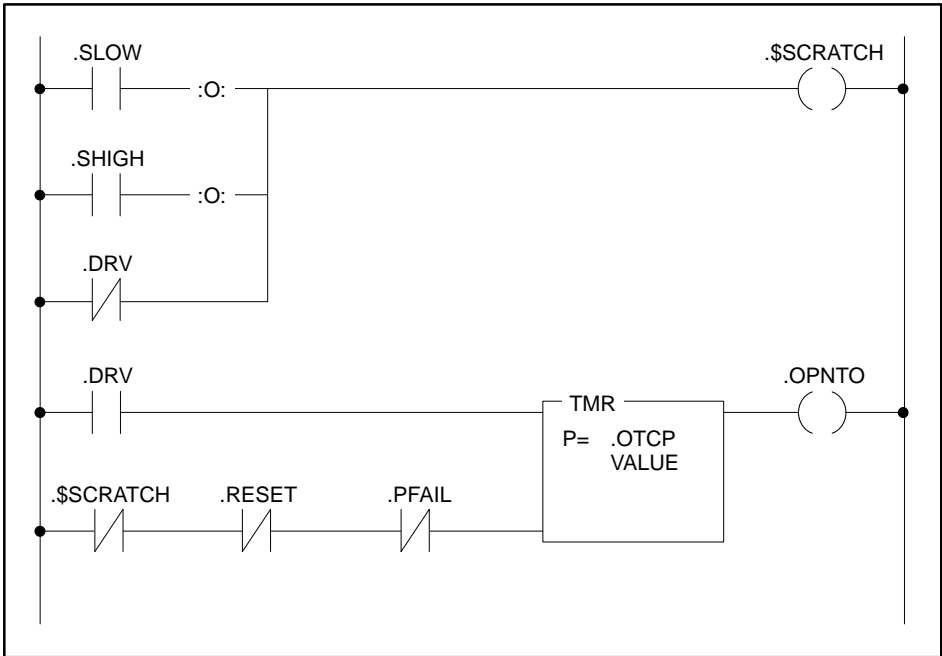 .SLOW
.$SCRATCH
:O:
.SHIGH
:O:
.DRV
.DRV
.OPNTO
TMR
P= .OTCP
VALUE
.$SCRATCH .RESET .PFAIL